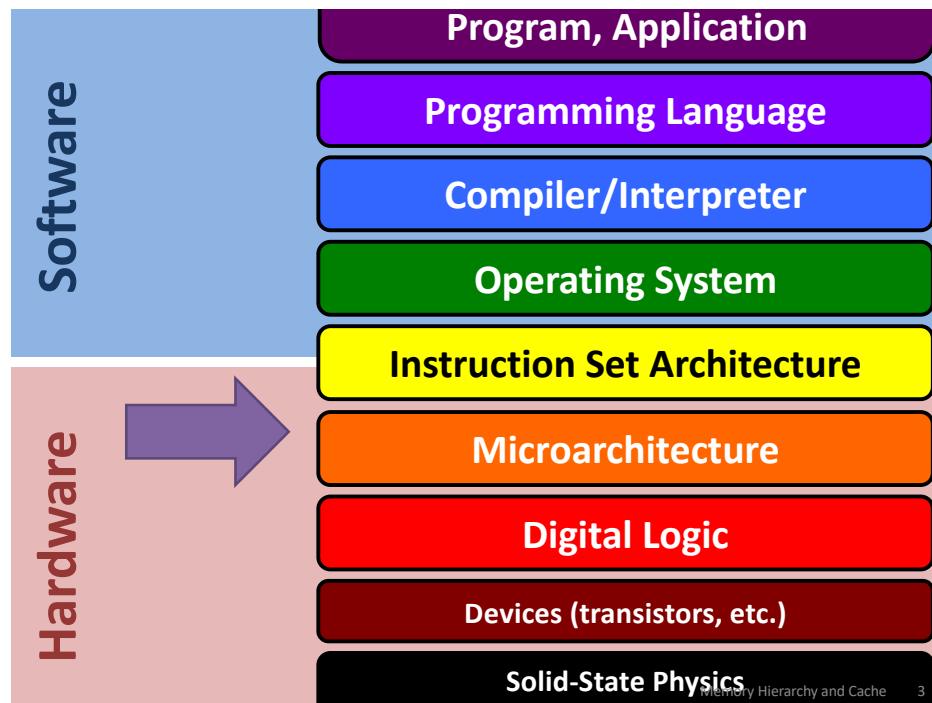 Software
Program, Application
Programming Language
Compiler/Interpreter
Operating System
Instruction Set Architecture
Hardware
Microarchitecture
Digital Logic
Devices (transistors, etc.)
Solid-State Physics
Memory Hierarchy and Cache 3